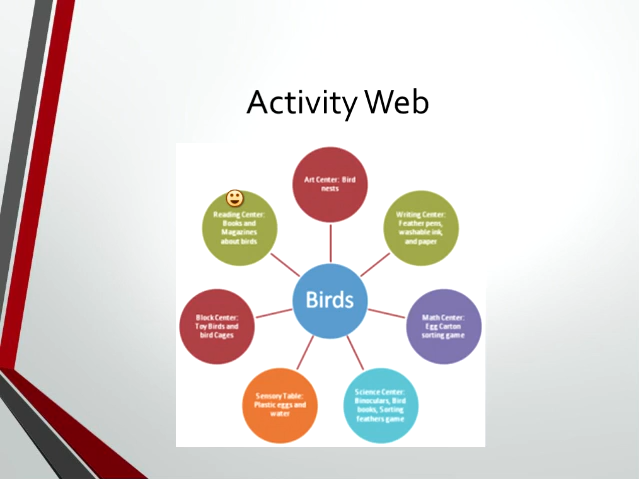 Activity Web
Art Center: Bird
nests
Reading Center:
Books and
Magazines
about birds
Writing Center:
Feather pens,
washable ink,
and paper
Birds
Block Center:
Toy Birds and
bird Cages
Math Center:
Egg Carton
sorting game
Sensory Table:
Plastic eggs and
water
Science Center:
Binoculars, Bird
books, Sorting
feathers game